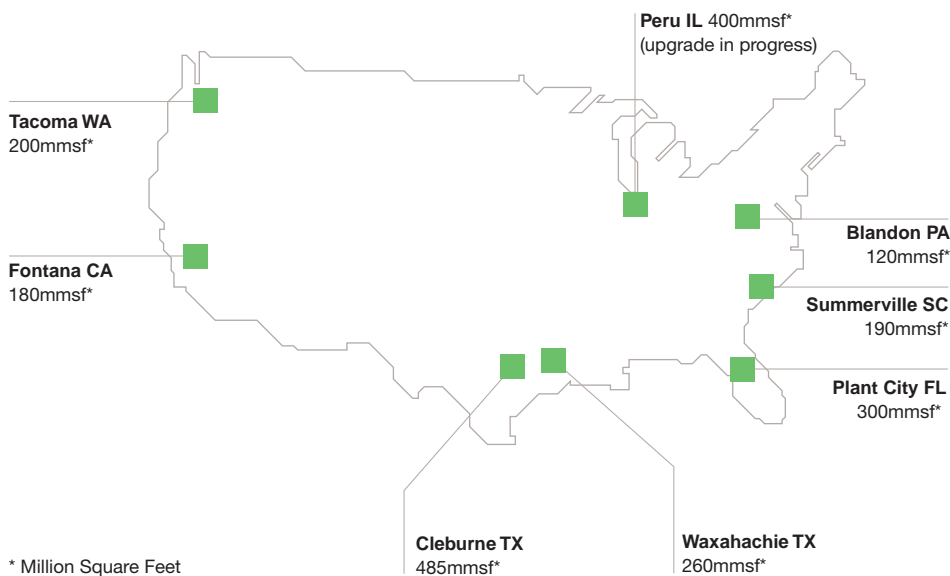 Peru IL 400mmsf*
(upgrade in progress)
Tacoma WA
200mmsf*
Blandon PA
120mmsf*
Fontana CA
180mmsf*
Summerville SC
190mmsf*
Plant City FL
300mmsf*
Cleburne TX
485mmsf*
Waxahachie TX
260mmsf*
* Million Square Feet